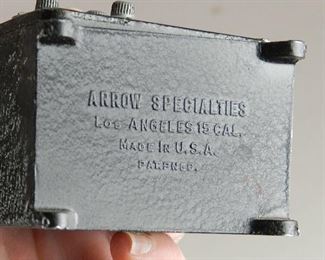 ARROW SPECIALTIES
LOS ANGELES 15 CAL.
MADE IN U.S.A.
PAT.PND.